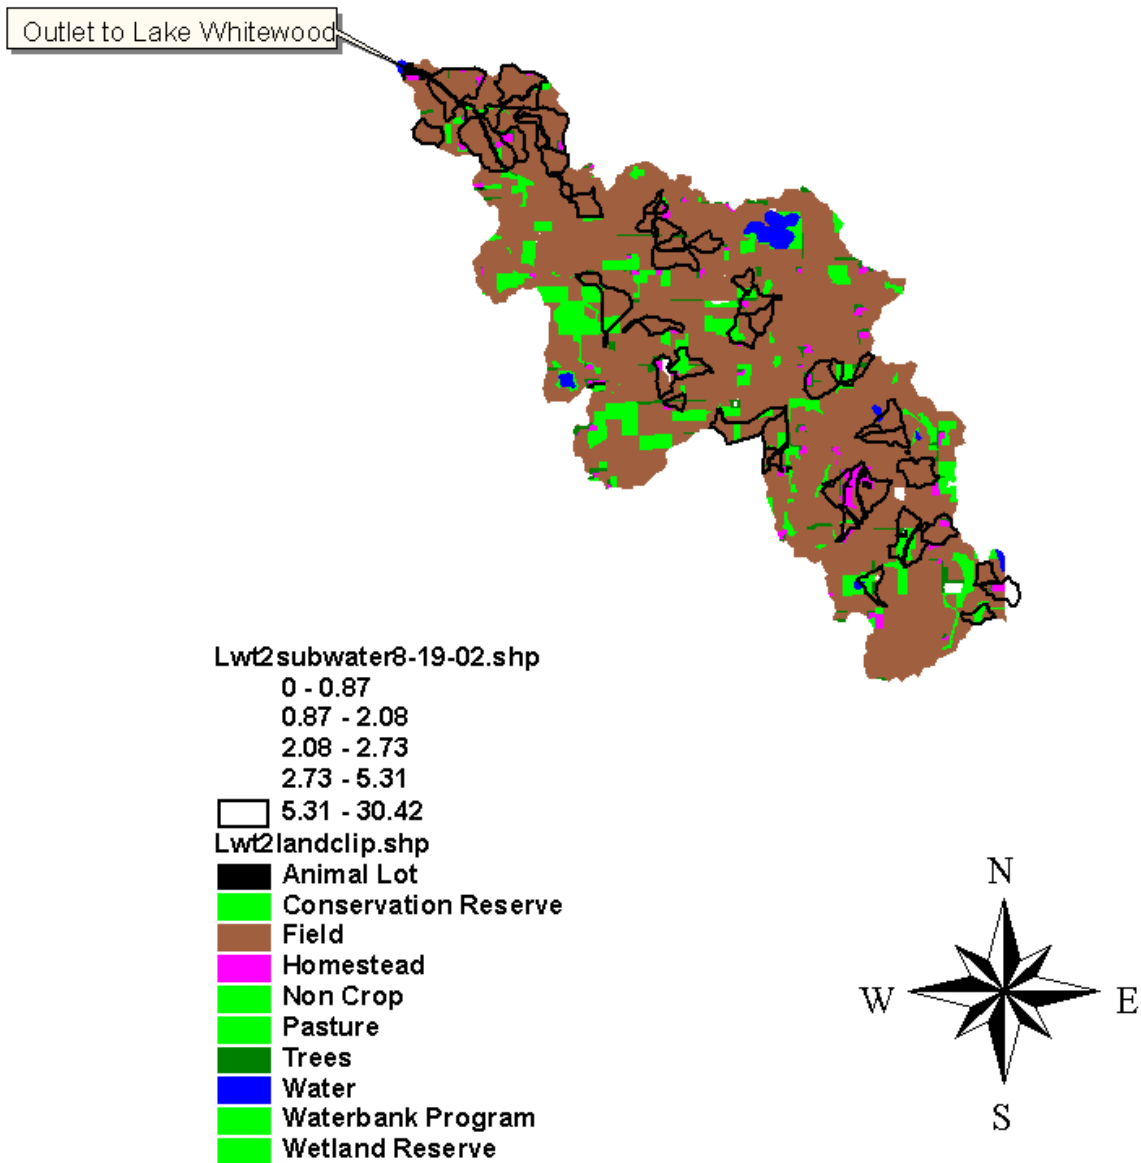 Outlet to Lake Whitewood
Lwt2subwater8-19-02.shp
0 - 0.87
0.87 - 2.08
2.08 - 2.73
2.73 - 5.31
5.31 - 30.42
Lwt2landclip.shp
Animal Lot
Conservation Reserve
Field
Homestead
Non Crop
Pasture
Trees
Water
Waterbank Program
Wetland Reserve
N
W E
S